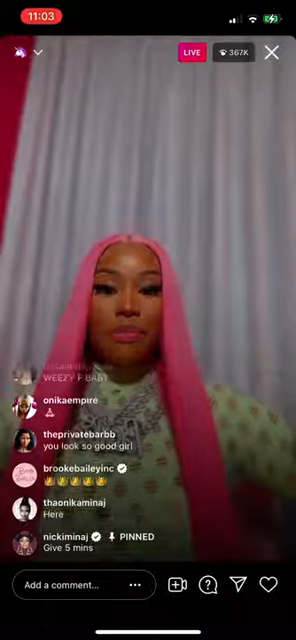 11:03
LIVE
367K
WEEZY F BABY
onikaempire
theprivatebarbb
you look so good girl
brookebaileyinc
thaonikaminaj
Here
nickiminaj PINNED
Give 5 mins
Add a comment...